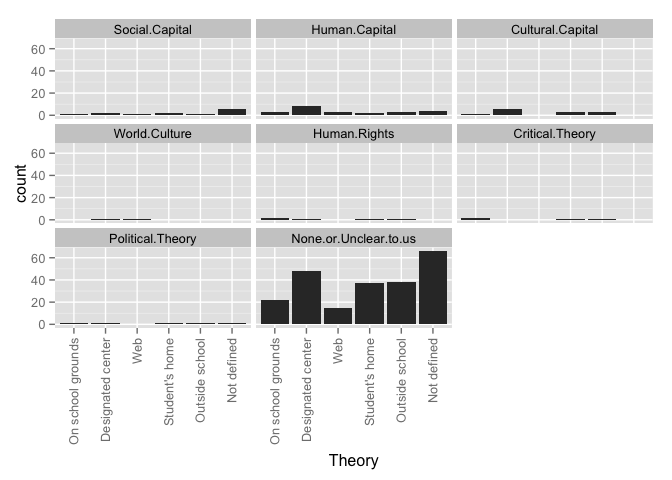 Social.Capital Human.Capital Cultural.Capital
60
40
20
0
World.Culture Human.Rights Critical.Theory
count
60
40
20
0
Political.Theory None.or.Unclear.to.us
60
40
20
0
On school grounds Designated center Web Student's home Outside school Not defined On school grounds Designated center Web Student's home Outside school Not defined
Theory